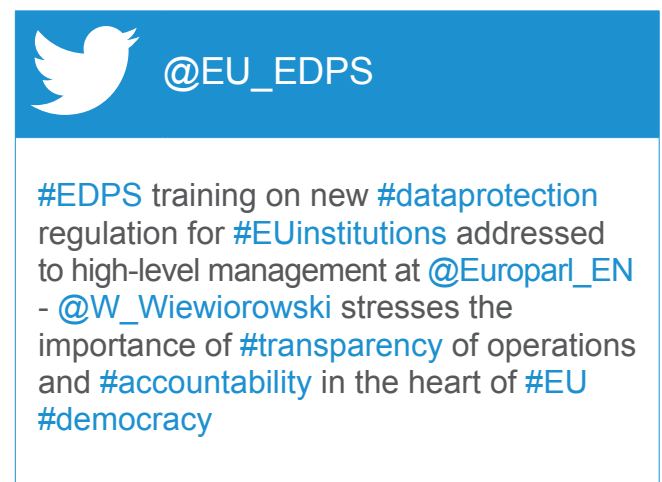 @EU_EDPS
#EDPS training on new #dataprotection
regulation for #EUinstitutions addressed
to high-level management at @Europarl_EN
- @W_Wiewiorowski stresses the
importance of #transparency of operations
and #accountability in the heart of #EU
#democracy